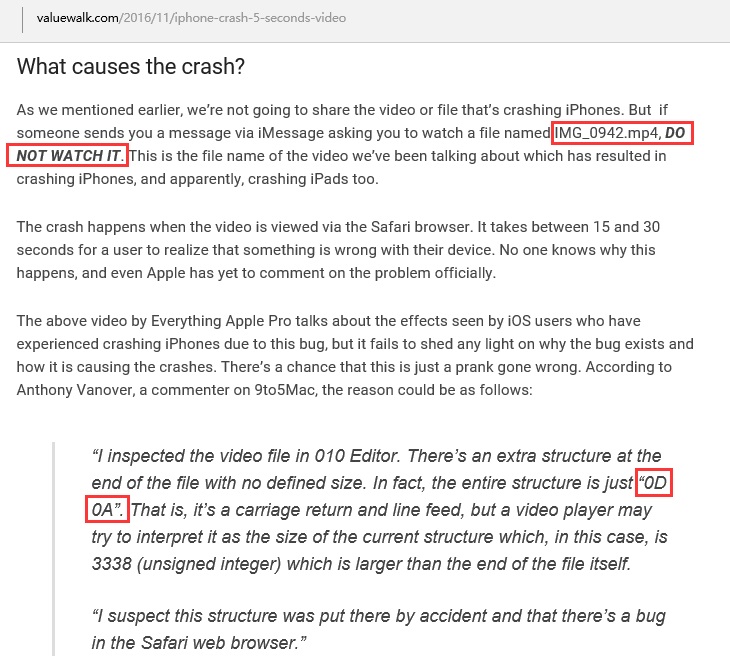 valuewalk.com/2016/11/iphone-crash-5-seconds-video
What causes the crash?
As we mentioned earlier, we’re not going to share the video or file that’s crashing iPhones. But  if
someone sends you a message via iMessage asking you to watch a file named IMG_0942.mp4, DO
NOT WATCH IT. This is the file name of the video we’ve been talking about which has resulted in
crashing iPhones, and apparently, crashing iPads too.
The crash happens when the video is viewed via the Safari browser. It takes between 15 and 30
seconds for a user to realize that something is wrong with their device. No one knows why this
happens, and even Apple has yet to comment on the problem officially.
The above video by Everything Apple Pro talks about the effects seen by iOS users who have
experienced crashing iPhones due to this bug, but it fails to shed any light on why the bug exists and
how it is causing the crashes. There’s a chance that this is just a prank gone wrong. According to
Anthony Vanover, a commenter on 9to5Mac, the reason could be as follows:
“I inspected the video file in 010 Editor. There’s an extra structure at the
end of the file with no defined size. In fact, the entire structure is just “0D
0A”. That is, it’s a carriage return and line feed, but a video player may
try to interpret it as the size of the current structure which, in this case, is
3338 (unsigned integer) which is larger than the end of the file itself.
“I suspect this structure was put there by accident and that there’s a bug
in the Safari web browser.”